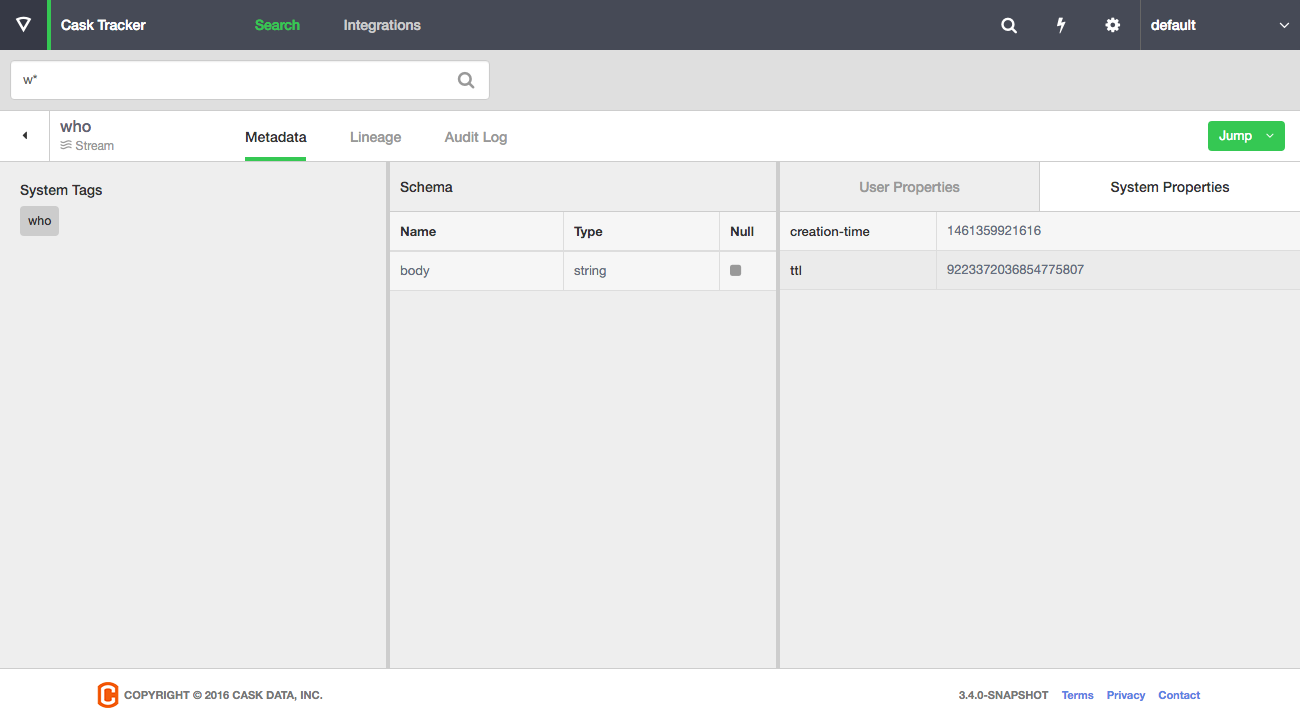 Cask Tracker Search Integrations default
w*
who
Stream
Metadata Lineage Audit Log Jump
System Tags
who
Schema
Name Type Null
body string
User Properties System Properties
creation-time 1461359921616
ttl 9223372036854775807
COPYRIGHT © 2016 CASK DATA, INC. 3.4.0-SNAPSHOT Terms Privacy Contact